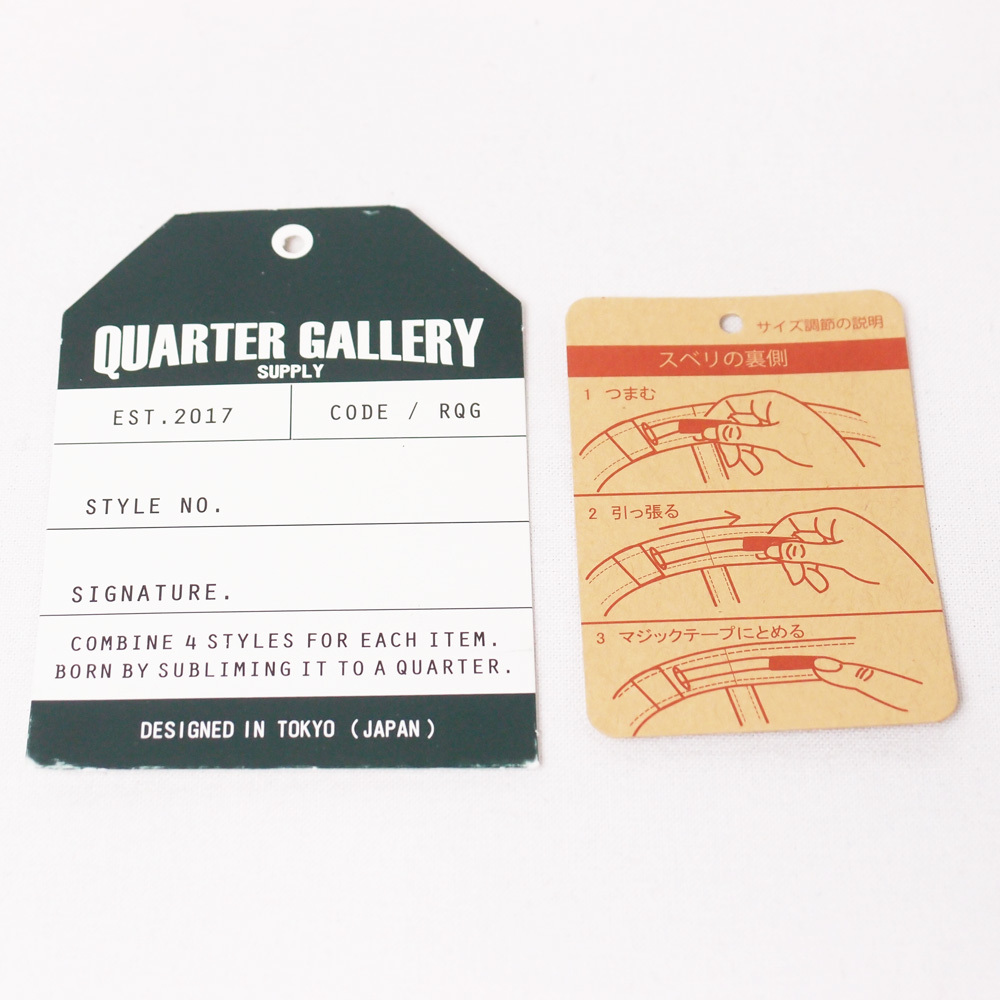 QUARTER GALLERY
SUPPLY
EST.2017
CODE / RQG
STYLE NO.
SIGNATURE.
COMBINE 4 STYLES FOR EACH ITEM.
BORN BY SUBLIMING IT TO A QUARTER.
DESIGNED IN TOKYO (JAPAN)
サイズ調節の説明
スベリの裏側
1 つまむ
2 引っ張る
3 マジックテープにとめる